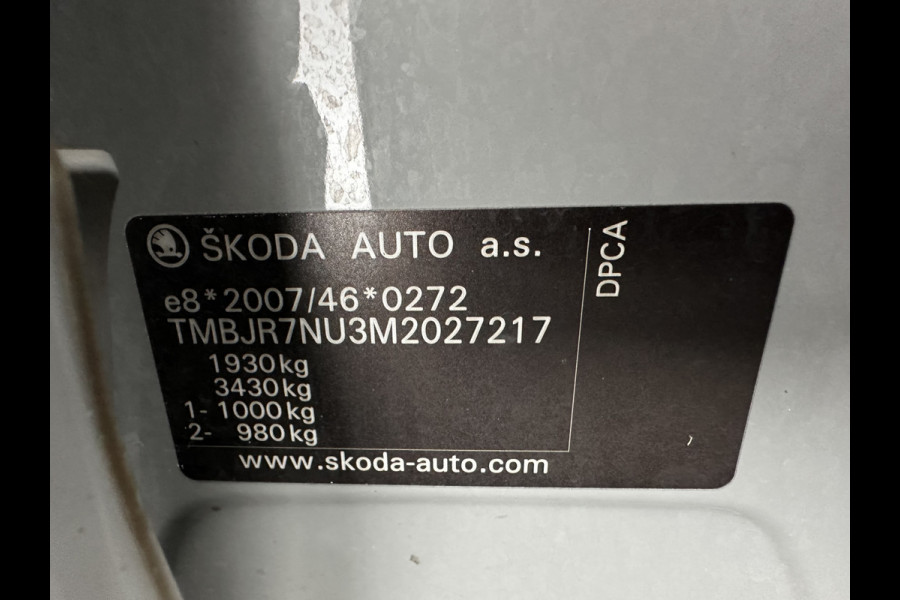 ŠKODA AUTO a.s.
e8*2007/46*0272
TMBJR7NU3M2027217
1930kg
3430kg
1- 1000kg
2- 980kg
www.skoda-auto.com
DPCA